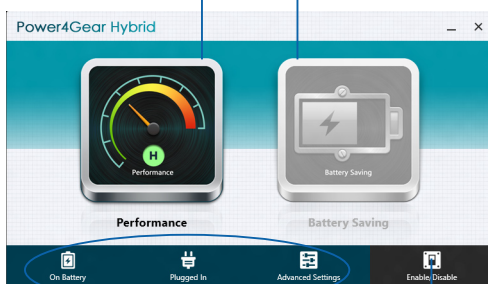 Power4Gear Hybrid
H
Performance
Battery Saving
Performance
Battery Saving
On Battery
Plugged In
Advanced Settings
Enable/Disable